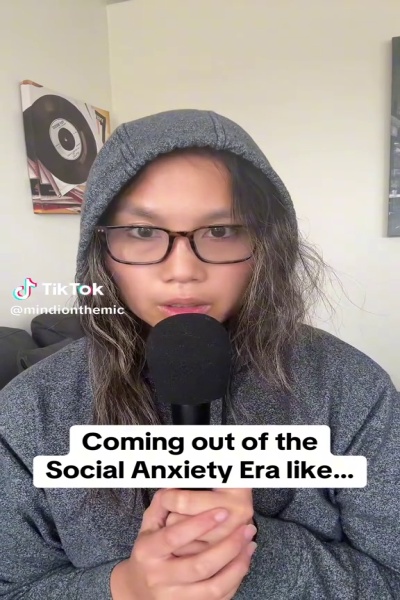 TikTok
@mindionthemic
Coming out of the
Social Anxiety Era like...